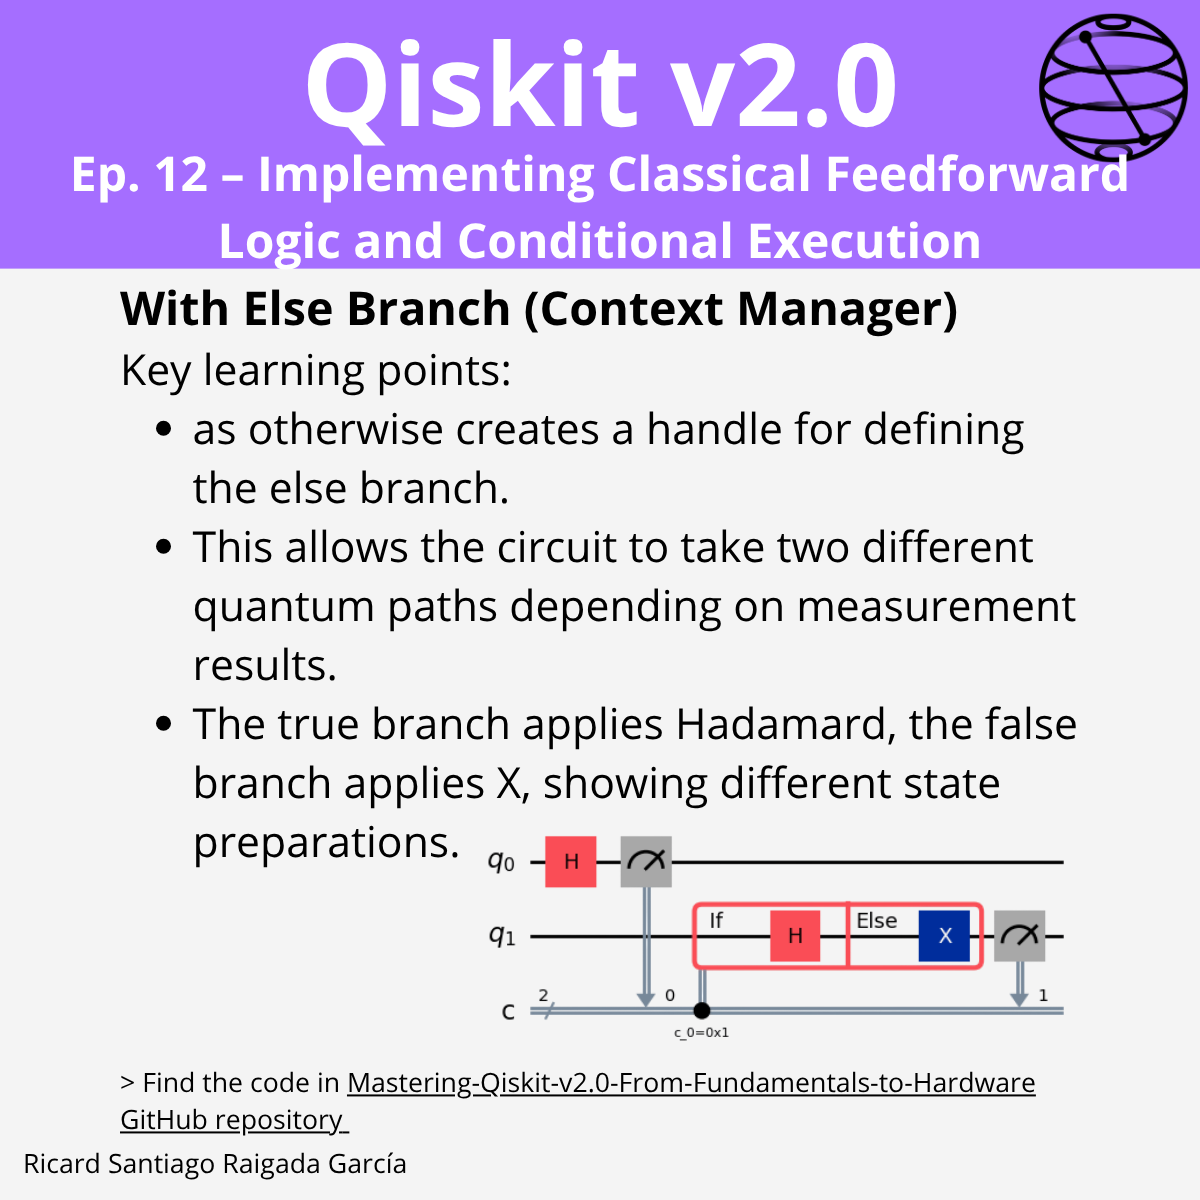 Qiskit v2.0
Ep. 12 – Implementing Classical Feedforward
Logic and Conditional Execution
With Else Branch (Context Manager)
Key learning points:
• as otherwise creates a handle for defining
the else branch.
• This allows the circuit to take two different
quantum paths depending on measurement
results.
• The true branch applies Hadamard, the false
branch applies X, showing different state
preparations.
q0 H
q1 If H Else X
c 2 0 1
c_0=0x1
> Find the code in Mastering-Qiskit-v2.0-From-Fundamentals-to-Hardware
GitHub repository
Ricard Santiago Raigada García